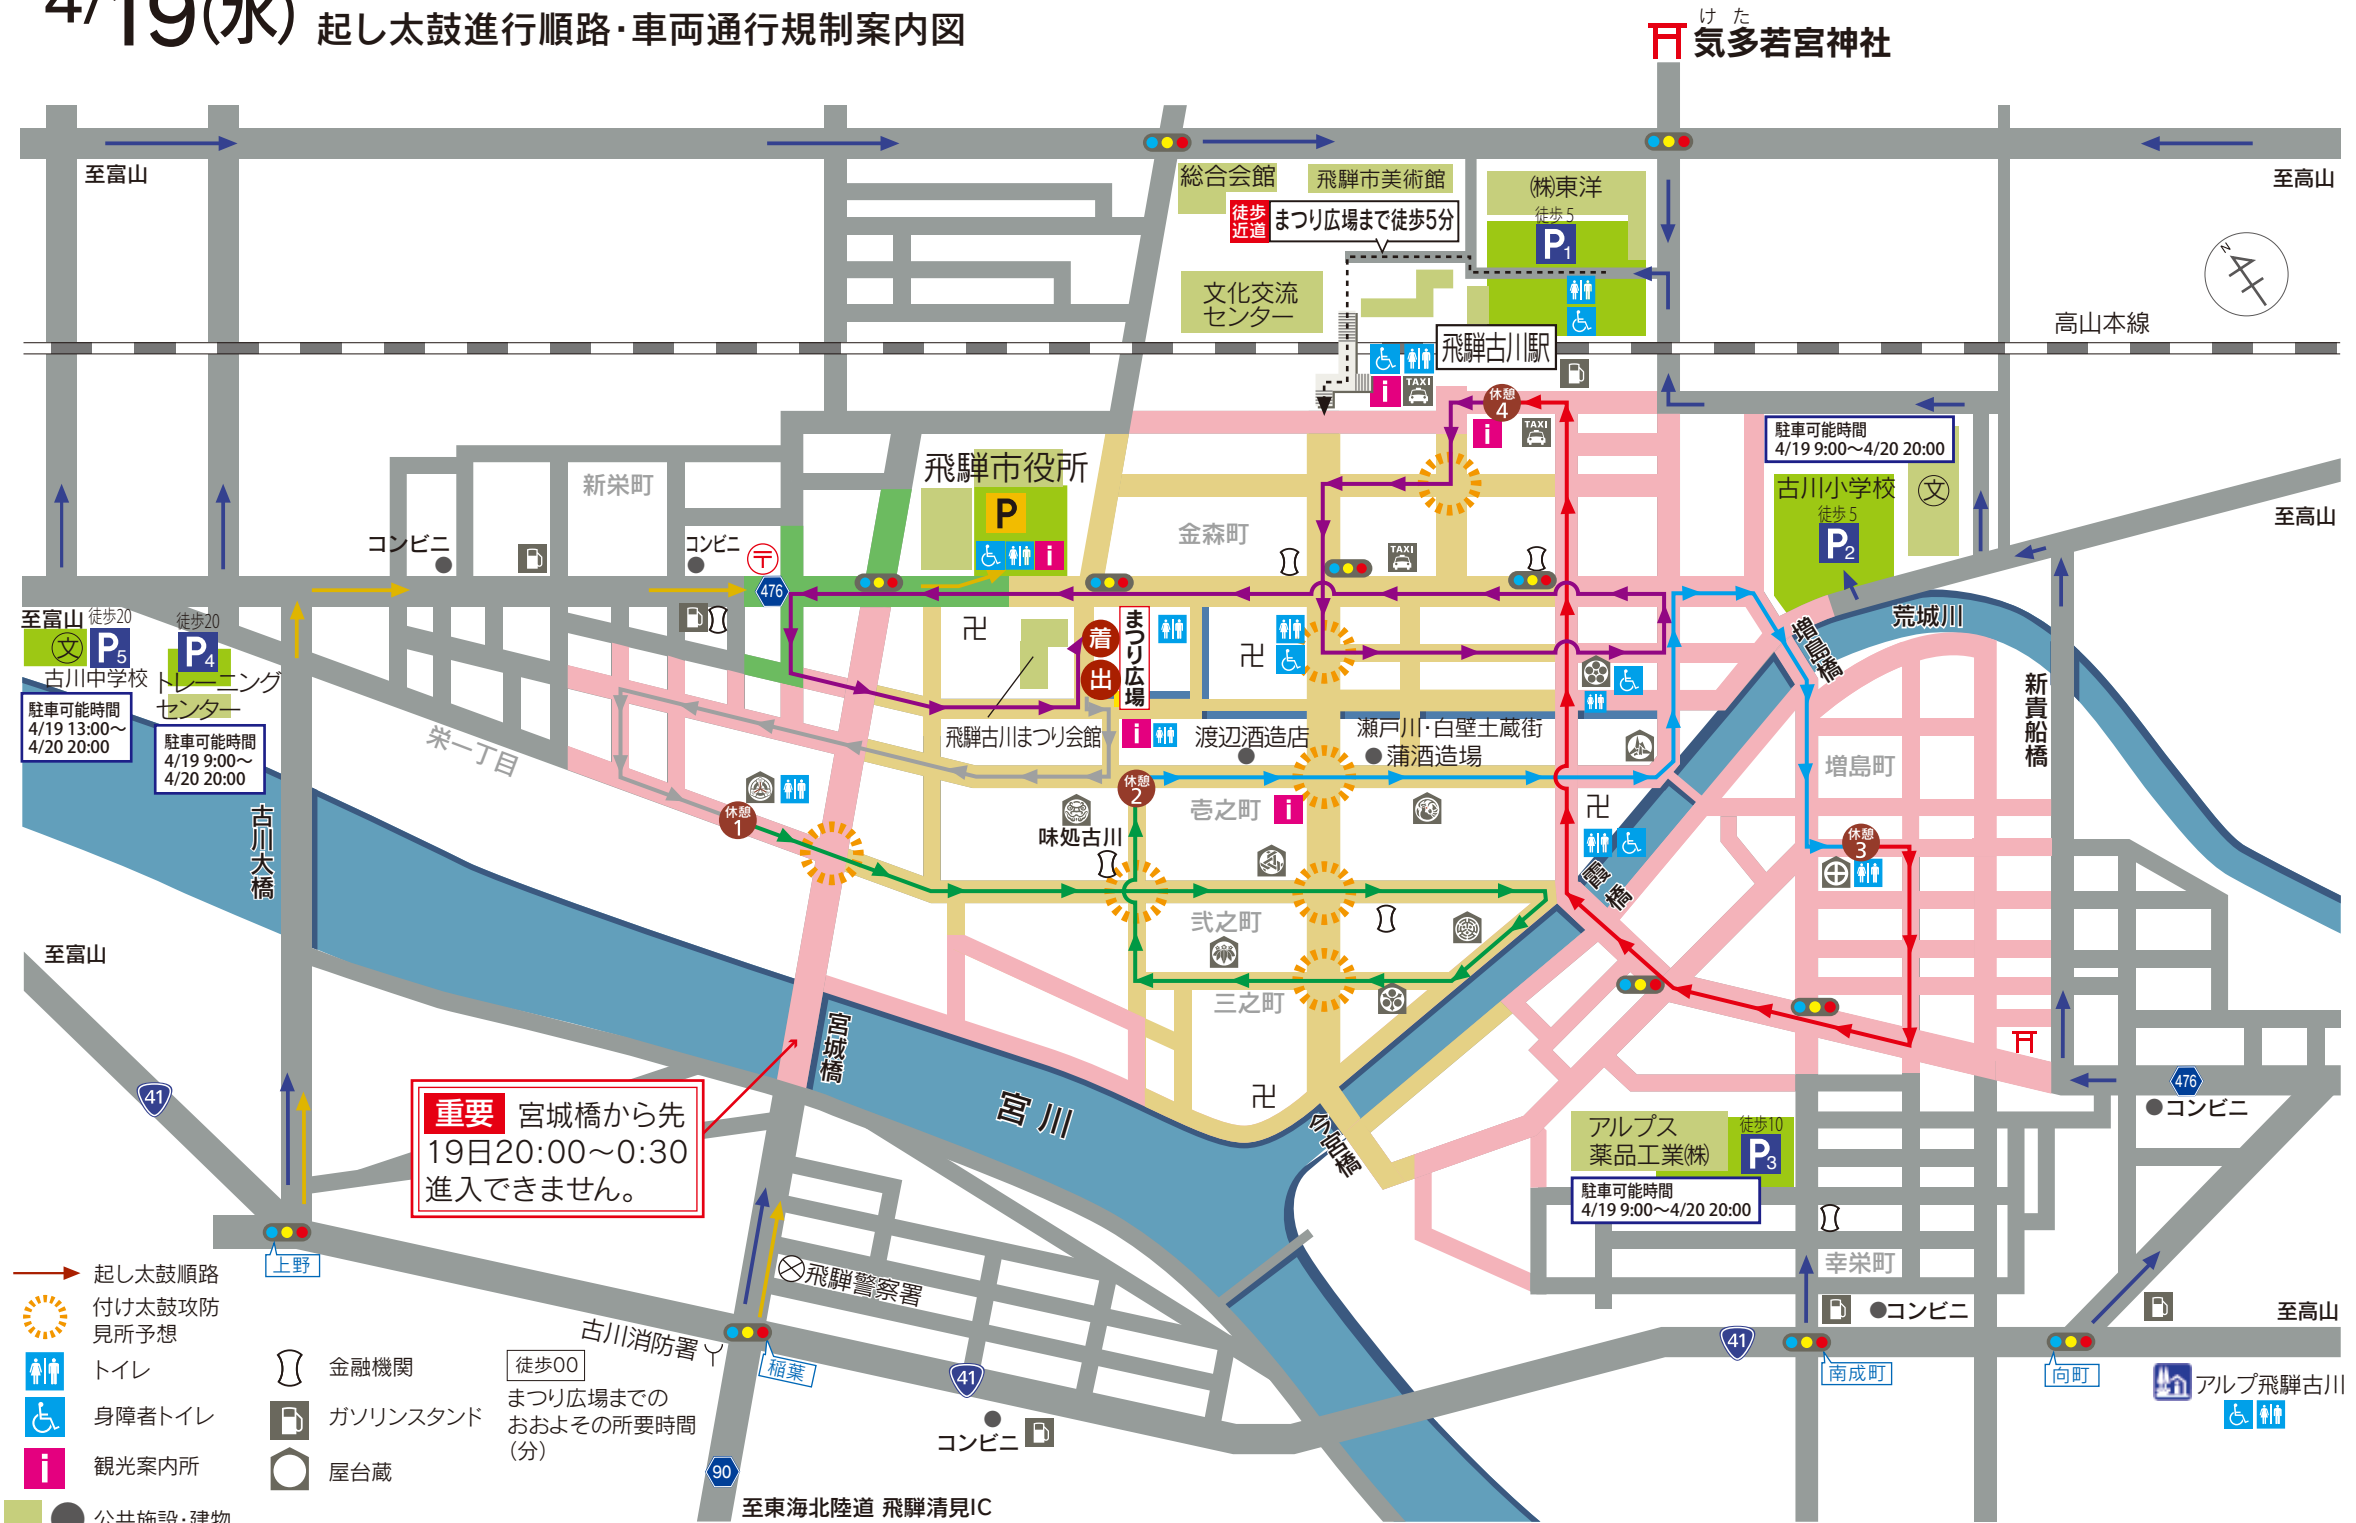 4/19(水) 起し太鼓進行順路・車両通行規制案内図
けた
気多若宮神社
至富山
至高山
総合会館
飛騨市美術館
㈱東洋
徒歩5
P1
徒歩
近道
まつり広場まで徒歩5分
文化交流
センター
N
高山本線
飛騨古川駅
TAXI
休憩
4
TAXI
駐車可能時間
4/19 9:00〜4/20 20:00
飛騨市役所
P
新栄町
金森町
古川小学校
文
徒歩5
P2
至高山
コンビニ
コンビニ
〒
TAXI
476
至富山
徒歩20
P5
文
古川中学校
徒歩20
P4
トレーニング
センター
駐車可能時間
4/19 13:00〜
4/20 20:00
駐車可能時間
4/19 9:00〜
4/20 20:00
栄一丁目
着
出
まつり広場
卍
卍
飛騨古川まつり会館
渡辺酒造店
瀬戸川・白壁土蔵街
蒲酒造場
荒城川
増島橋
新貴船橋
増島町
古川大橋
休憩
1
休憩
2
休憩
3
味処古川
壱之町
卍
霞橋
弐之町
三之町
至富山
宮城橋
41
重要 宮城橋から先
19日20:00〜0:30
進入できません。
宮川
卍
今宮橋
476
コンビニ
アルプス
薬品工業㈱
徒歩10
P3
駐車可能時間
4/19 9:00〜4/20 20:00
幸栄町
コンビニ
至高山
上野
飛騨警察署
古川消防署
稲葉
41
41
南成町
向町
アルプ飛騨古川
コンビニ
90
至東海北陸道 飛騨清見IC
起し太鼓順路
付け太鼓攻防
見所予想
トイレ
身障者トイレ
観光案内所
公共施設・建物
金融機関
ガソリンスタンド
屋台蔵
徒歩00
まつり広場までの
おおよその所要時間
(分)